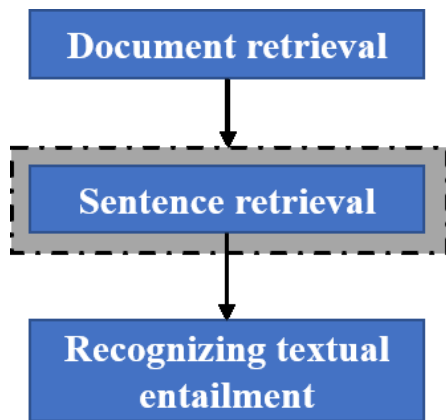 Document retrieval
Sentence retrieval
Recognizing textual
entailment